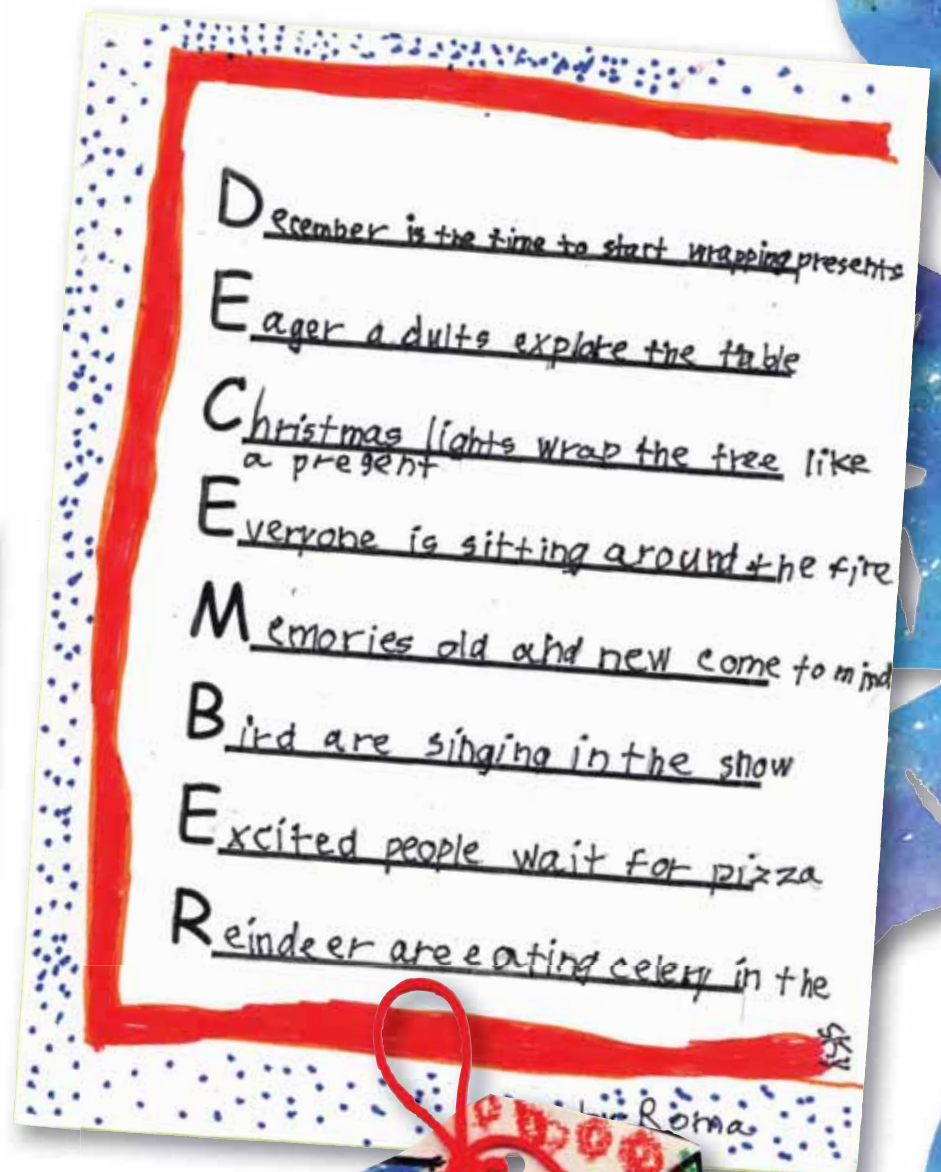 December is the time to start wrapping presents
Eager adults explore the table
Christmas lights wrap the tree like
a present
Everyone is sitting around the fire
Memories old and new come to mind
Bird are singing in the snow
Excited people wait for pizza
Reindeer are eating celery in the
sky
by Roma